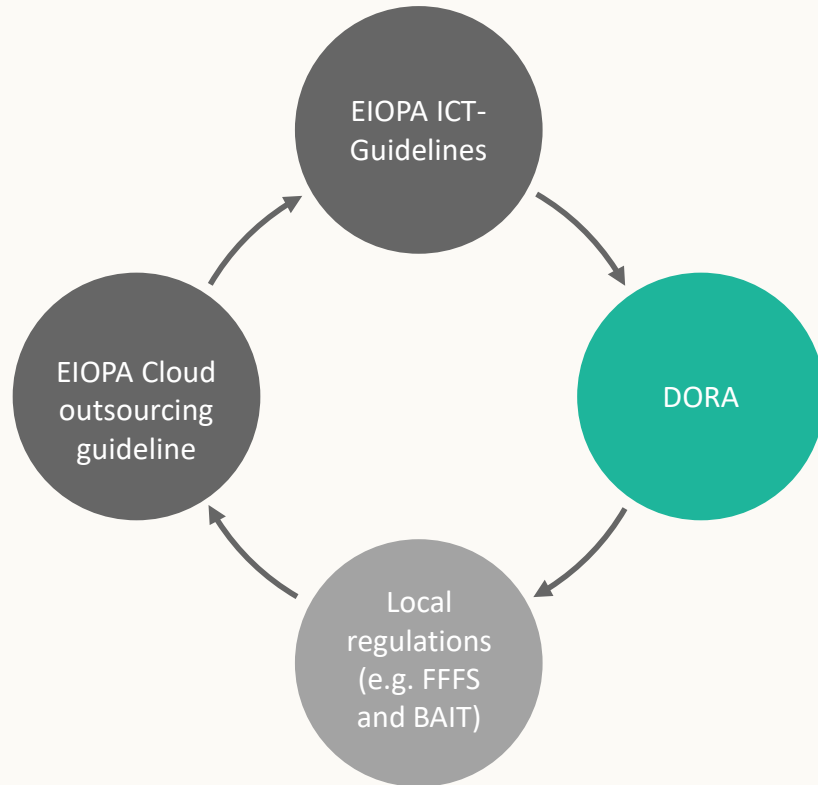 EIOPA ICT-
Guidelines
DORA
EIOPA Cloud
outsourcing
guideline
Local
regulations
(e.g. FFFS
and BAIT)